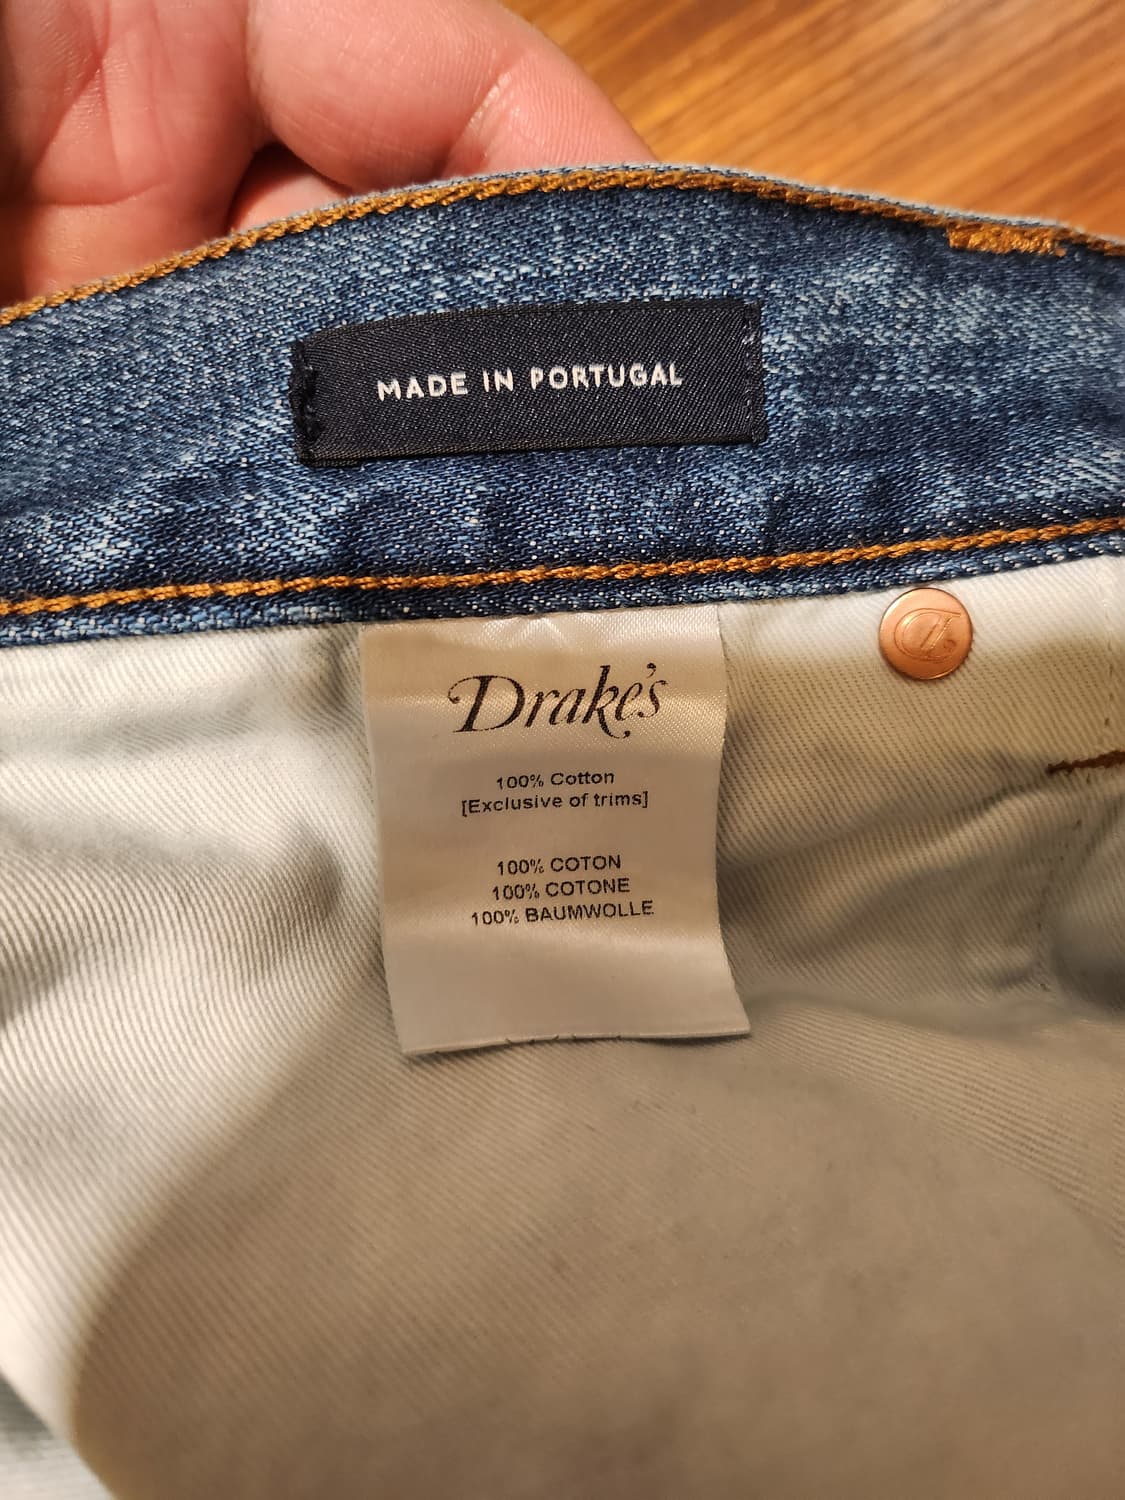 MADE IN PORTUGAL
Drake's
100% Cotton
[Exclusive of trims]
100% COTON
100% COTONE
100% BAUMWOLLE